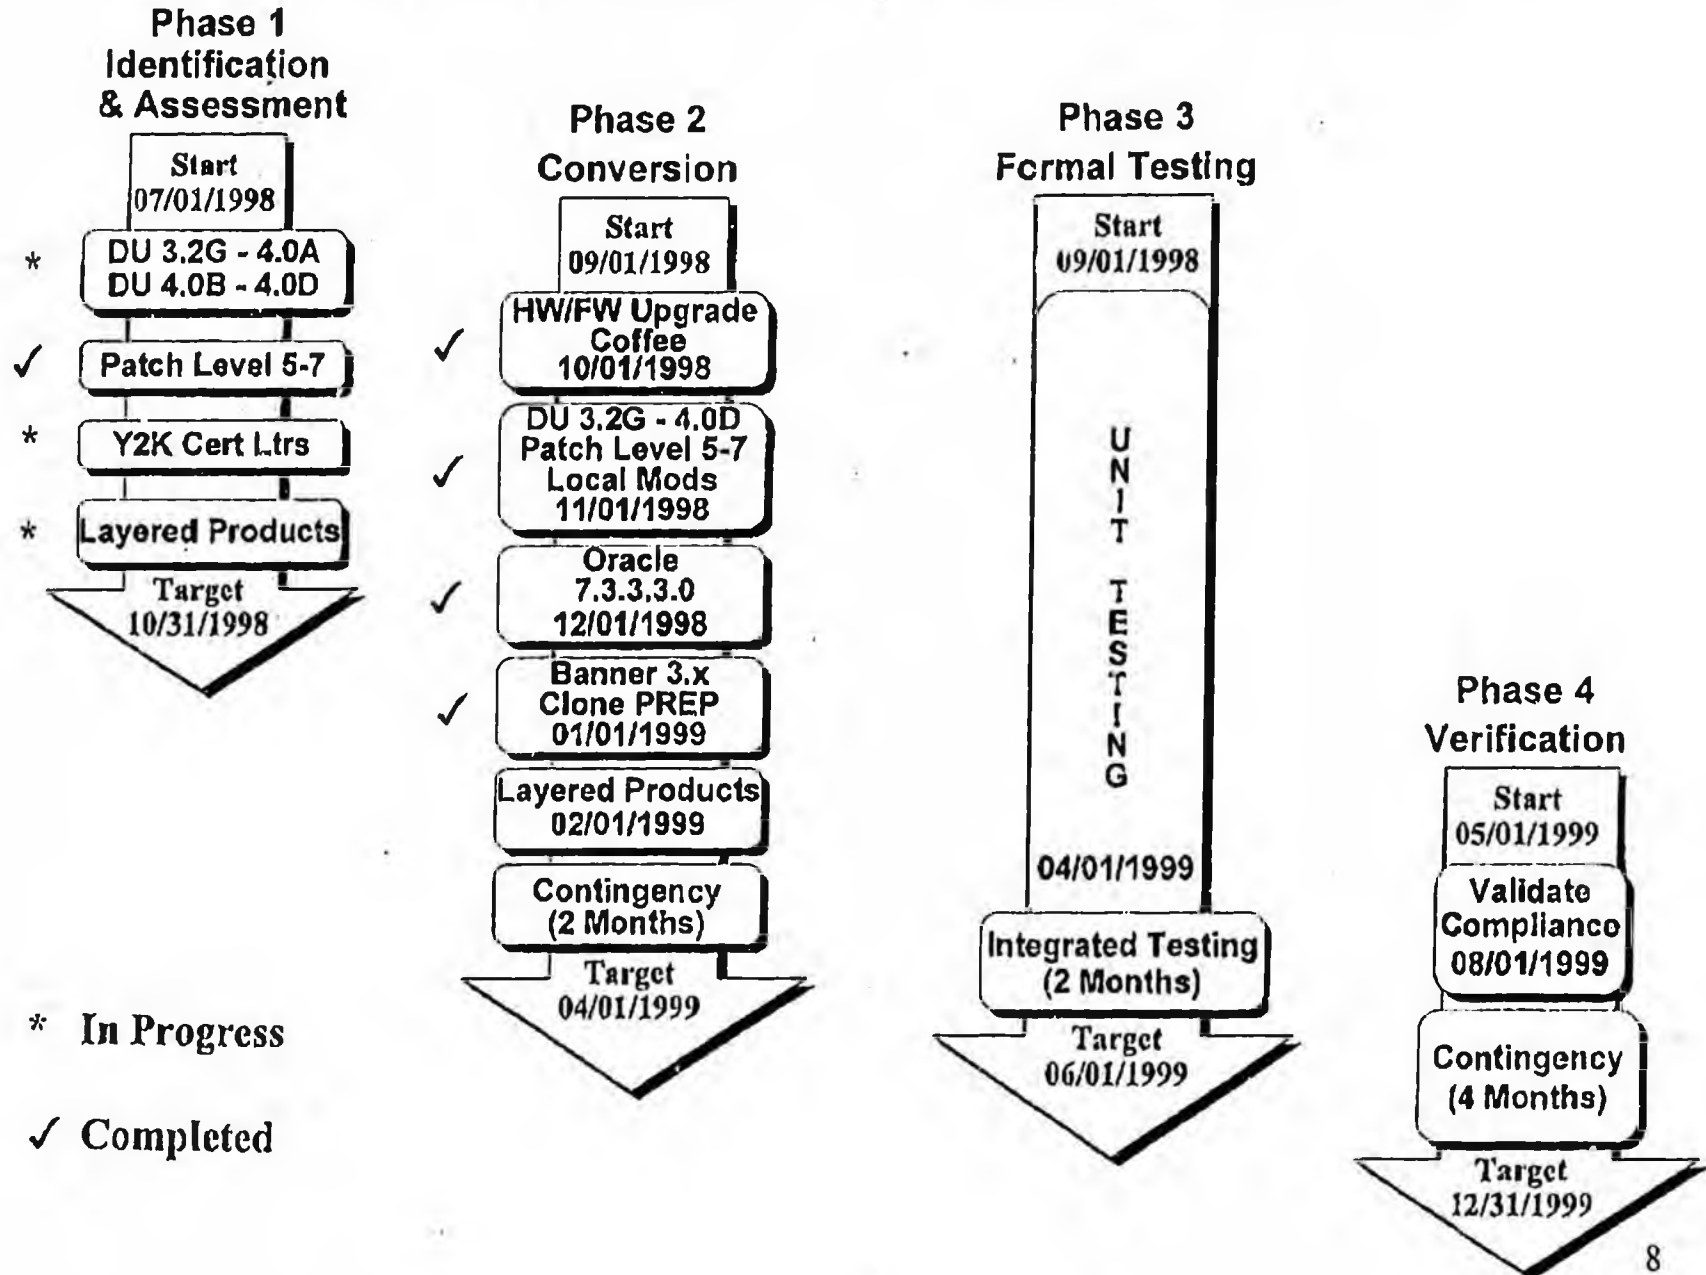 Phase 1
Identification
& Assessment
Start
07/01/1998
* DU 3.2G - 4.0A
DU 4.0B - 4.0D
✓ Patch Level 5-7
* Y2K Cert Ltrs
* Layered Products
Target
10/31/1998
Phase 2
Conversion
Start
09/01/1998
HW/FW Upgrade
✓ Coffee
10/01/1998
DU 3.2G - 4.0D
Patch Level 5-7
✓ Local Mods
11/01/1998
Oracle
✓ 7.3.3.3.0
12/01/1998
Banner 3.x
✓ Clone PREP
01/01/1999
Layered Products
02/01/1999
Contingency
(2 Months)
Target
04/01/1999
Phase 3
Formal Testing
Start
09/01/1998
UNIT TESTING
04/01/1999
Integrated Testing
(2 Months)
Target
06/01/1999
Phase 4
Verification
Start
05/01/1999
Validate
Compliance
08/01/1999
Contingency
(4 Months)
Target
12/31/1999
* In Progress
✓ Completed
8